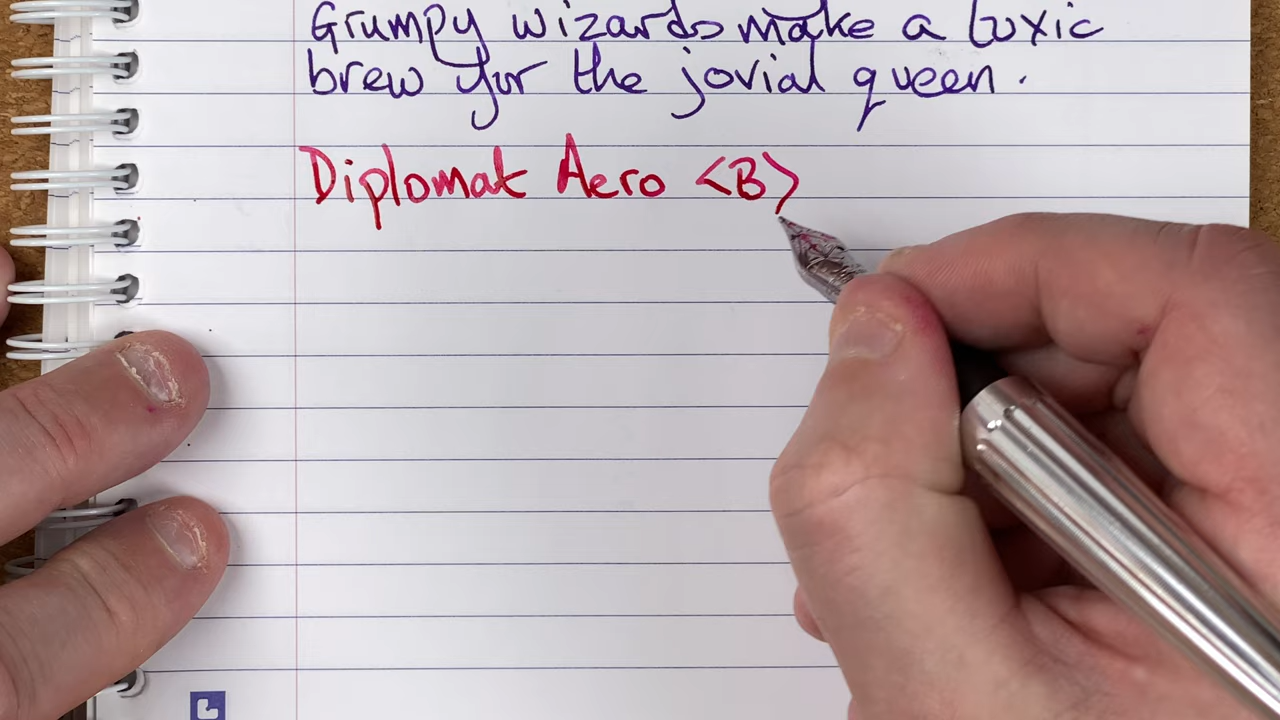 Grumpy wizards make a toxic
brew for the jovial queen.
Diplomat Aero <B>